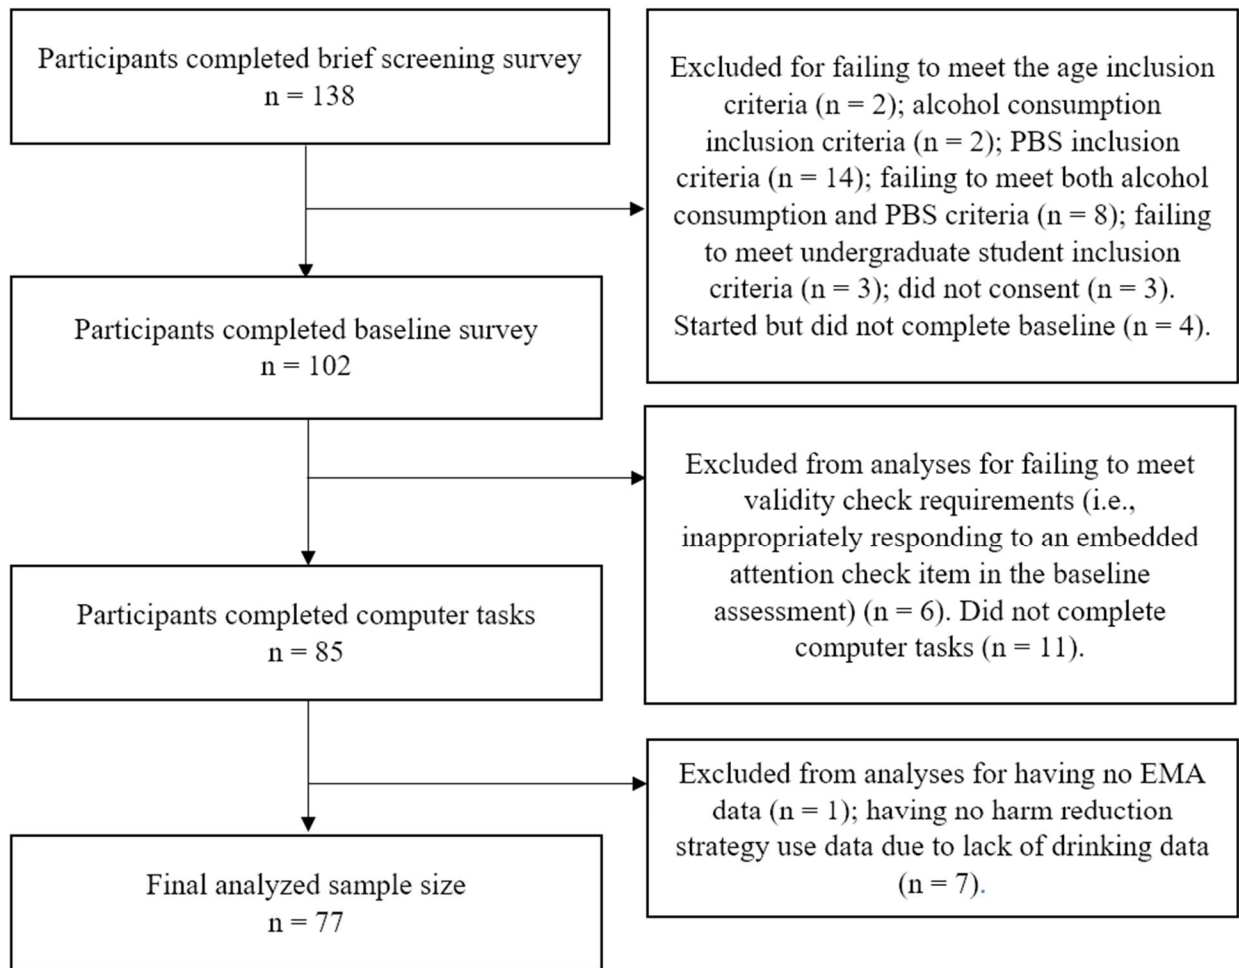 Participants completed brief screening survey
n = 138
Excluded for failing to meet the age inclusion
criteria (n = 2); alcohol consumption
inclusion criteria (n = 2); PBS inclusion
criteria (n = 14); failing to meet both alcohol
consumption and PBS criteria (n = 8); failing
to meet undergraduate student inclusion
criteria (n = 3); did not consent (n = 3).
Started but did not complete baseline (n = 4).
Participants completed baseline survey
n = 102
Excluded from analyses for failing to meet
validity check requirements (i.e.,
inappropriately responding to an embedded
attention check item in the baseline
assessment) (n = 6). Did not complete
computer tasks (n = 11).
Participants completed computer tasks
n = 85
Excluded from analyses for having no EMA
data (n = 1); having no harm reduction
strategy use data due to lack of drinking data
(n = 7).
Final analyzed sample size
n = 77